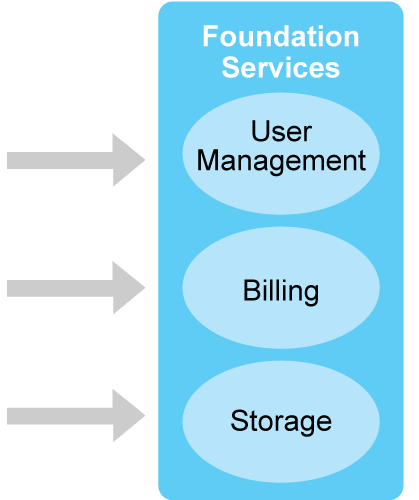 Foundation
Services
User
Management
Billing
Storage